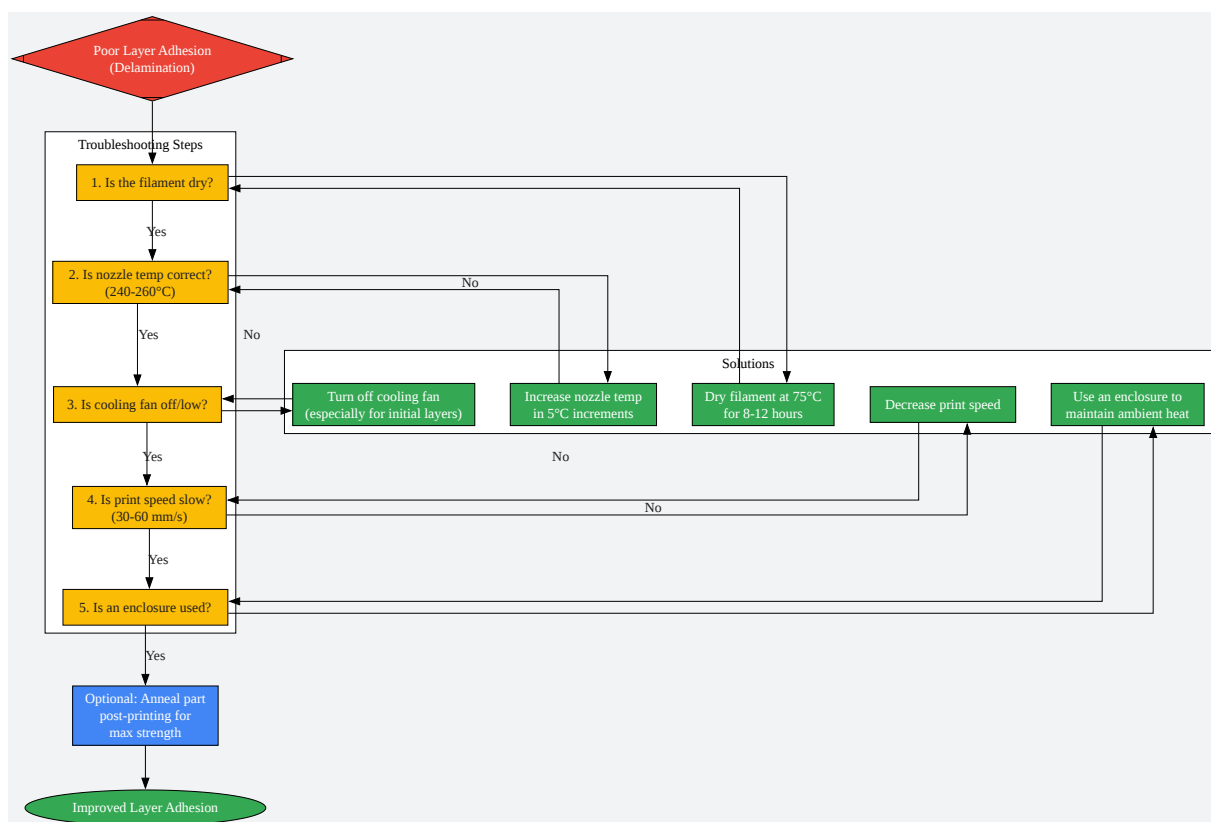 Poor Layer Adhesion
(Delamination)
Troubleshooting Steps
1. Is the filament dry?
Yes
2. Is nozzle temp correct?
(240-260°C)
No
Yes
No
Solutions
3. Is cooling fan off/low?
Turn off cooling fan
(especially for initial layers)
Increase nozzle temp
in 5°C increments
Dry filament at 75°C
for 8-12 hours
Decrease print speed
Use an enclosure to
maintain ambient heat
Yes
No
4. Is print speed slow?
(30-60 mm/s)
No
Yes
5. Is an enclosure used?
Yes
Optional: Anneal part
post-printing for
max strength
Improved Layer Adhesion